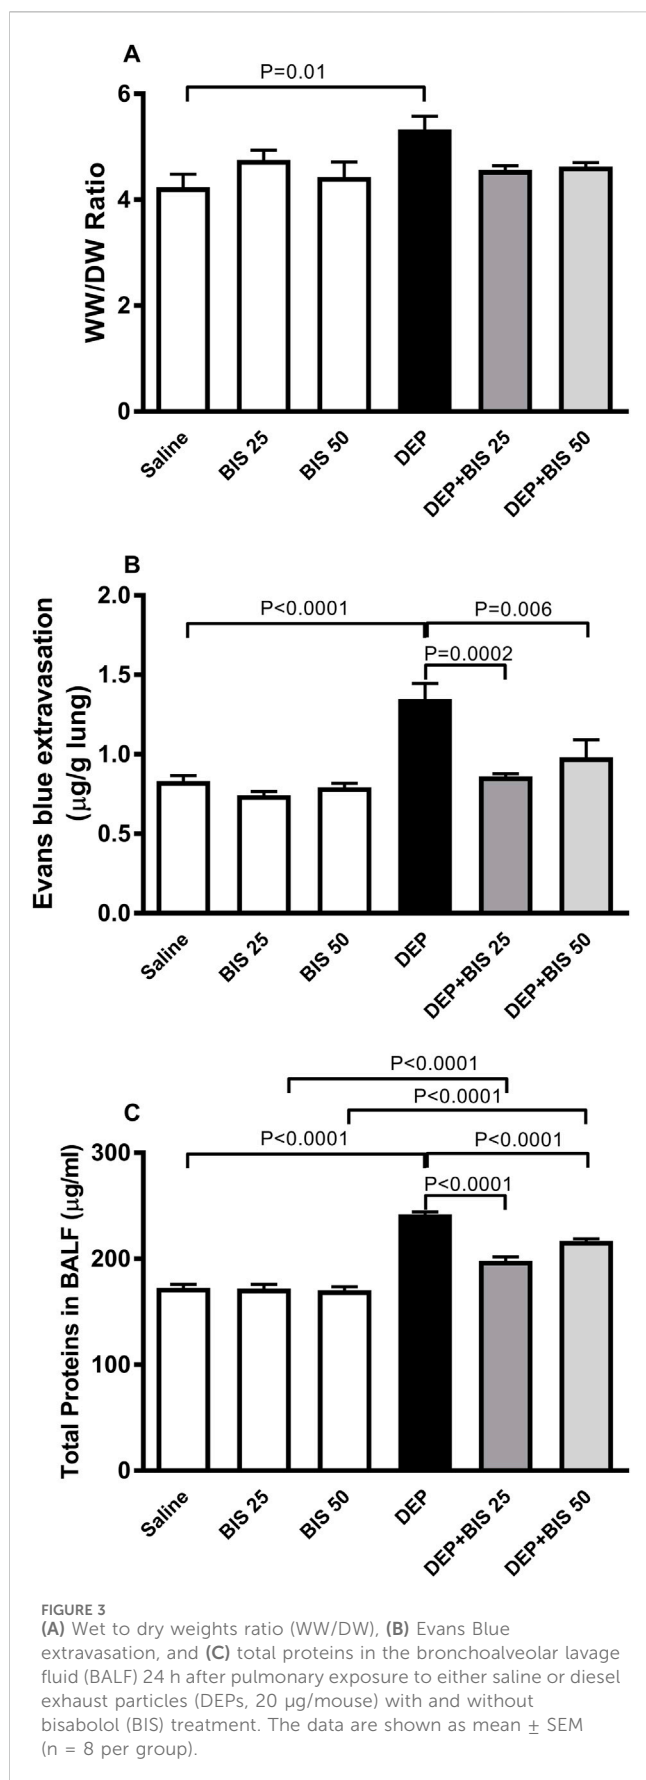 A
P=0.01
6
4
2
0
WW/DW Ratio
Saline
BIS 25
BIS 50
DEP
DEP+BIS 25
DEP+BIS 50
B
2.0
1.5
1.0
0.5
0.0
Evans blue extravasation
(μg/g lung)
P<0.0001
P=0.006
P=0.0002
Saline
BIS 25
BIS 50
DEP
DEP+BIS 25
DEP+BIS 50
P<0.0001
P<0.0001
C
P<0.0001
P<0.0001
P<0.0001
300
200
100
0
Total Proteins in BALF (μg/ml)
Saline
BIS 25
BIS 50
DEP
DEP+BIS 25
DEP+BIS 50
FIGURE 3
(A) Wet to dry weights ratio (WW/DW), (B) Evans Blue
extravasation, and (C) total proteins in the bronchoalveolar lavage
fluid (BALF) 24 h after pulmonary exposure to either saline or diesel
exhaust particles (DEPs, 20 μg/mouse) with and without
bisabolol (BIS) treatment. The data are shown as mean ± SEM
(n = 8 per group).